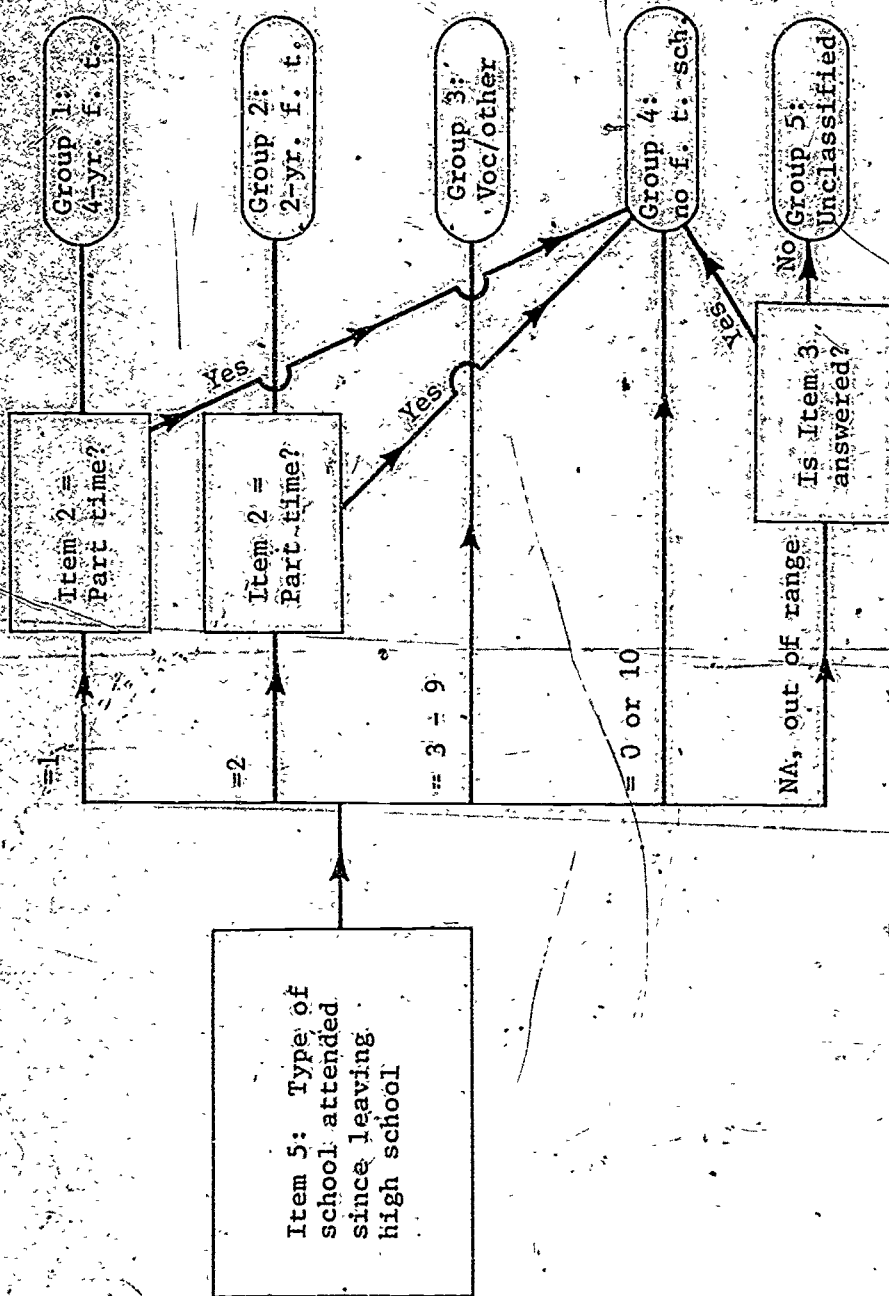 Item 5: Type of
school attended
since leaving
high school
=1
Item 2 =
Part time?
Yes
Group 1:
4-yr. f. t.
=2
Item 2 =
Part time?
Yes
Group 2:
2-yr. f. t.
= 3 - 9
Group 3:
Voc/other
= 0 or 10
Group 4:
no f. t. sch.
NA, out of range
Is Item 3
answered?
Yes
No
Group 5:
Unclassified